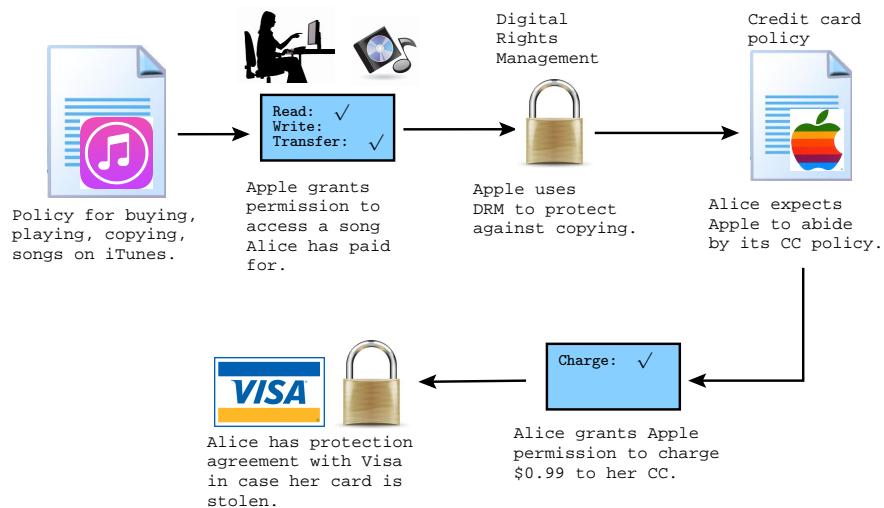 Policy for buying,
playing, copying,
songs on iTunes.
Read: √
Write:
Transfer: √
Apple grants
permission to
access a song
Alice has paid
for.
Digital
Rights
Management
Apple uses
DRM to protect
against copying.
Credit card
policy
Alice expects
Apple to abide
by its CC policy.
Charge: √
Alice grants Apple
permission to charge
$0.99 to her CC.
VISA
Alice has protection
agreement with Visa
in case her card is
stolen.